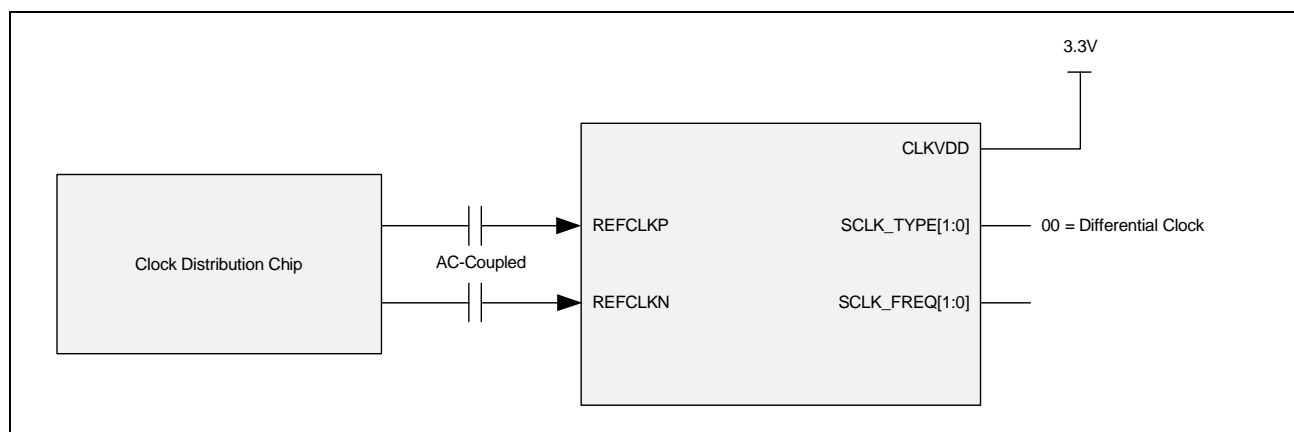 3.3V
CLKVDD
REFCLKP
SCLK_TYPE[1:0]
00 = Differential Clock
Clock Distribution Chip
AC-Coupled
REFCLKN
SCLK_FREQ[1:0]